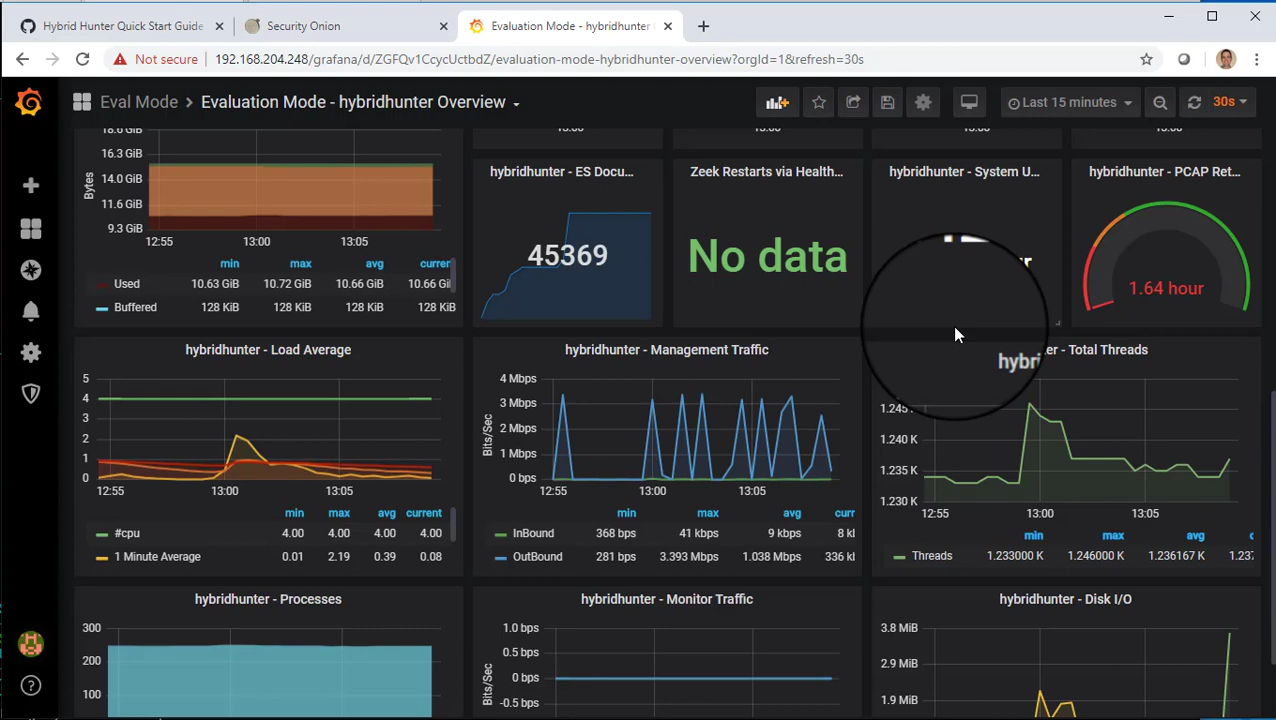 Hybrid Hunter Quick Start Guide
Security Onion
Evaluation Mode - hybridhunter
Not secure
192.168.204.248/grafana/d/ZGFQv1CcycUctbdZ/evaluation-mode-hybridhunter-overview?orgId=1&refresh=30s
Eval Mode > Evaluation Mode - hybridhunter Overview
Last 15 minutes
30s
18.6 GiB
16.3 GiB
14.0 GiB
11.6 GiB
9.3 GiB
Bytes
12:55 13:00 13:05
min max avg current
Used 10.63 GiB 10.72 GiB 10.66 GiB 10.66 GiB
Buffered 128 KiB 128 KiB 128 KiB 128 KiB
hybridhunter - ES Docu...
45369
Zeek Restarts via Health...
No data
hybridhunter - System U...
hybridhunter - PCAP Ret...
1.64 hour
hybridhunter - Load Average
5
4
3
2
1
0
12:55 13:00 13:05
min max avg current
#cpu 4.00 4.00 4.00 4.00
1 Minute Average 0.01 2.19 0.39 0.08
hybridhunter - Management Traffic
4 Mbps
3 Mbps
2 Mbps
1 Mbps
0 bps
Bits/Sec
12:55 13:00 13:05
min max avg curr
InBound 368 bps 41 kbps 9 kbps 8 kl
OutBound 281 bps 3.393 Mbps 1.038 Mbps 336 kl
hybri er - Total Threads
1.245
1.240 K
1.235 K
1.230 K
12:55 13:00 13:05
min max avg c
Threads 1.233000 K 1.246000 K 1.236167 K 1.237
hybridhunter - Processes
300
200
100
hybridhunter - Monitor Traffic
1.0 bps
0.5 bps
0 bps
-0.5 bps
Bits/Sec
hybridhunter - Disk I/O
3.8 MiB
2.9 MiB
1.9 MiB